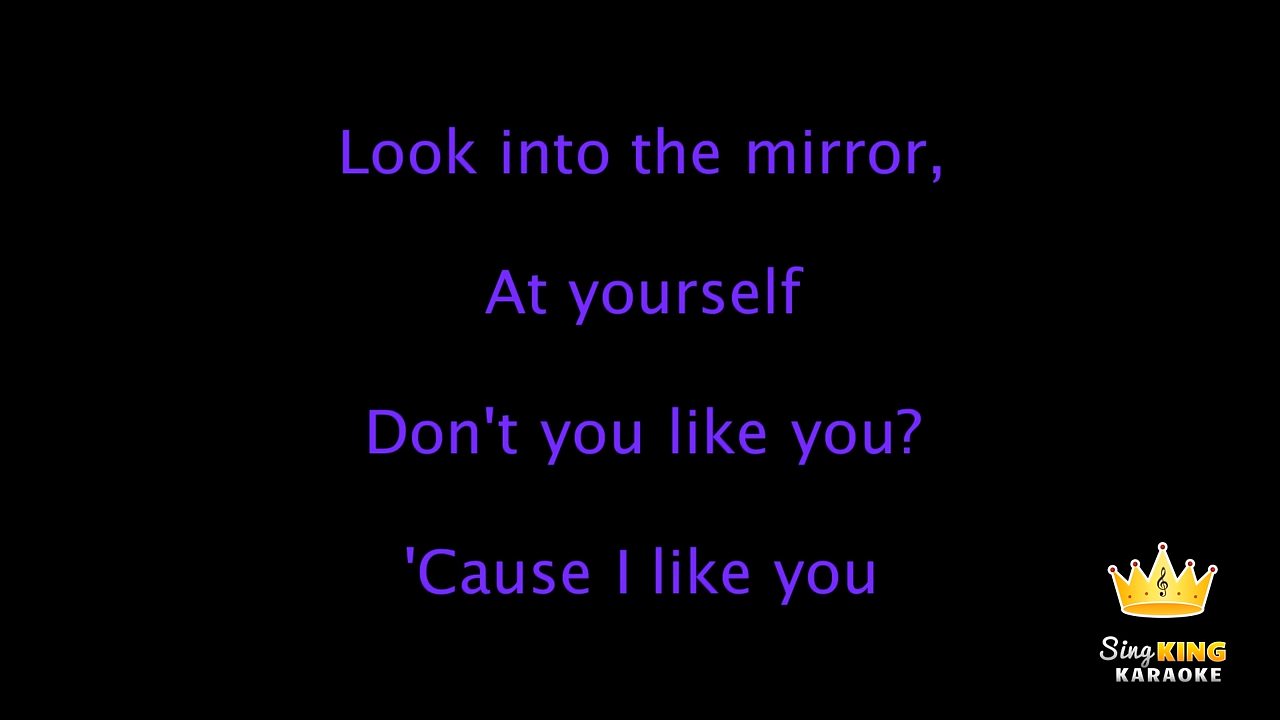 Look into the mirror,
At yourself
Don't you like you?
'Cause I like you
Sing KING
KARAOKE